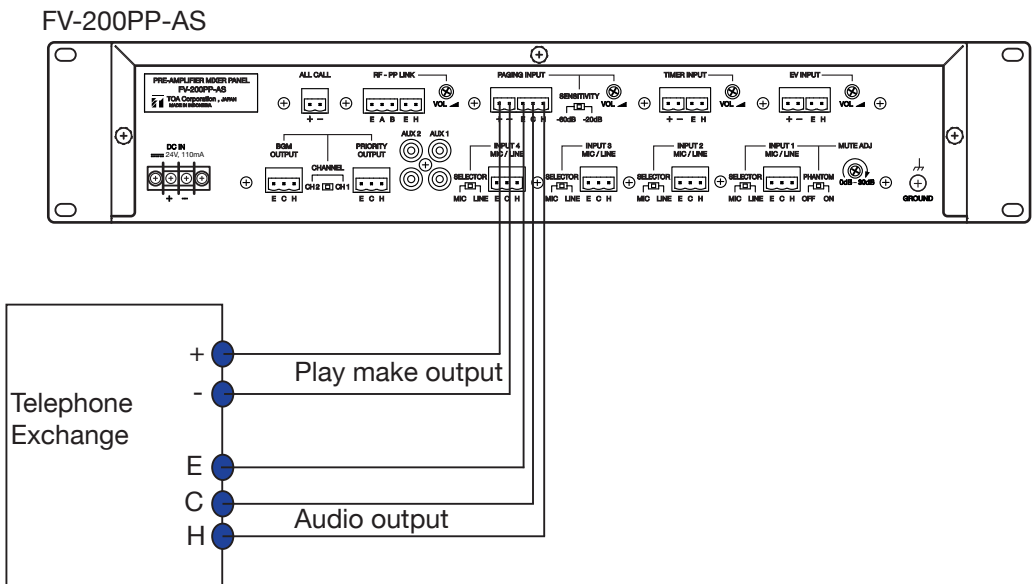 FV-200PP-AS
PRE-AMPLIFIER MIXER PANEL
FV-200PP-AS
TOA Corporation , JAPAN
MADE IN INDONESIA
ALL CALL
+ -
RF - PP LINK
E A B E H
VOL
PAGING INPUT
+ - E C H
SENSITIVITY
-60dB -20dB
VOL
TIMER INPUT
+ - E H
VOL
EV INPUT
+ - E H
VOL
DC IN
24V, 110mA
+ -
BGM
OUTPUT
E C H
CHANNEL
CH2 CH1
PRIORITY
OUTPUT
E C H
AUX 2 AUX 1
INPUT 4
MIC / LINE
SELECTOR
MIC LINE E C H
INPUT 3
MIC / LINE
SELECTOR
MIC LINE E C H
INPUT 2
MIC / LINE
SELECTOR
MIC LINE E C H
INPUT 1
MIC / LINE
SELECTOR
MIC LINE E C H
PHANTOM
OFF ON
MUTE ADJ
0dB - 30dB
GROUND
Telephone
Exchange
+
Play make output
-
E
C
Audio output
H